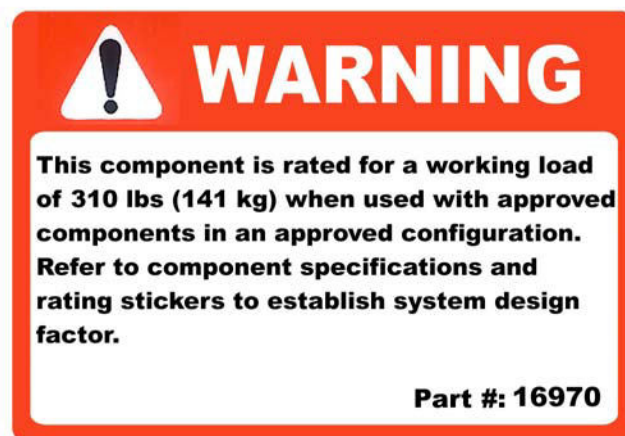 WARNING
This component is rated for a working load
of 310 lbs (141 kg) when used with approved
components in an approved configuration.
Refer to component specifications and
rating stickers to establish system design
factor.
Part #: 16970